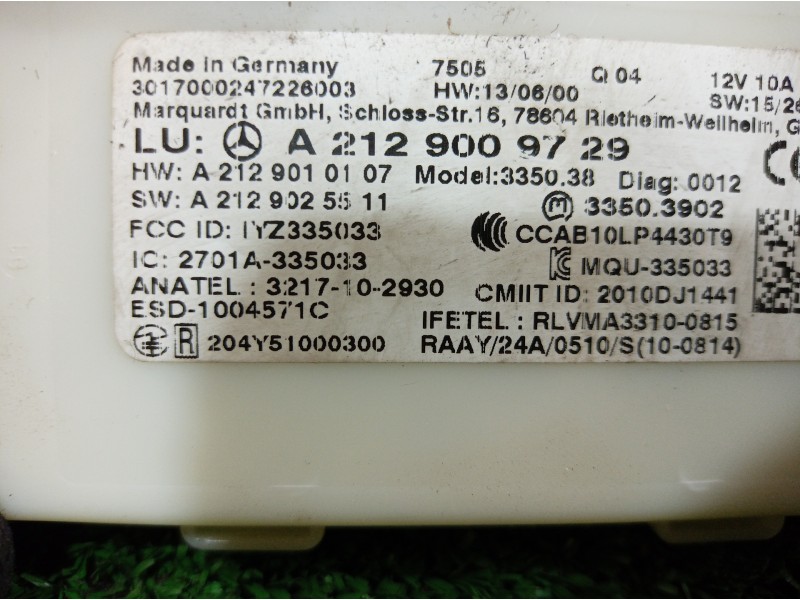 Made in Germany 7505 Q 04 12V 10A
3017000247226003 HW:13/06/00 SW:15/26
Marquardt GmbH, Schloss-Str.16, 78604 Rietheim-Weilheim, G
LU: A 212 900 97 29
HW: A 212 901 01 07 Model:3350.38 Diag: 0012
SW: A 212 902 55 11 3350.3902
FCC ID: IYZ335033 CCAB10LP4430T9
IC: 2701A-335033 MQU-335033
ANATEL: 3217-10-2930 CMIIT ID: 2010DJ1441
ESD-1004571C IFETEL: RLVMA3310-0815
R 204Y51000300 RAAY/24A/0510/S(10-0814)